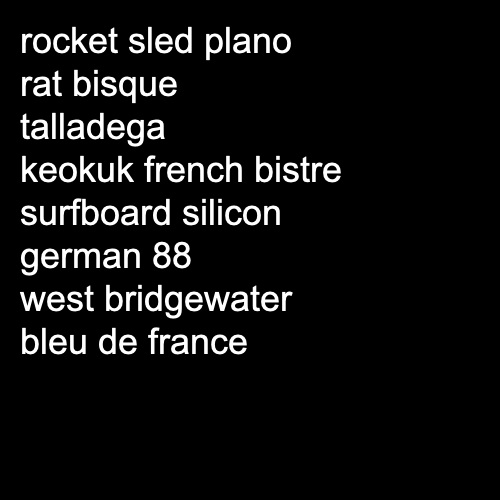 rocket sled plano
rat bisque
talladega
keokuk french bistre
surfboard silicon
german 88
west bridgewater
bleu de france